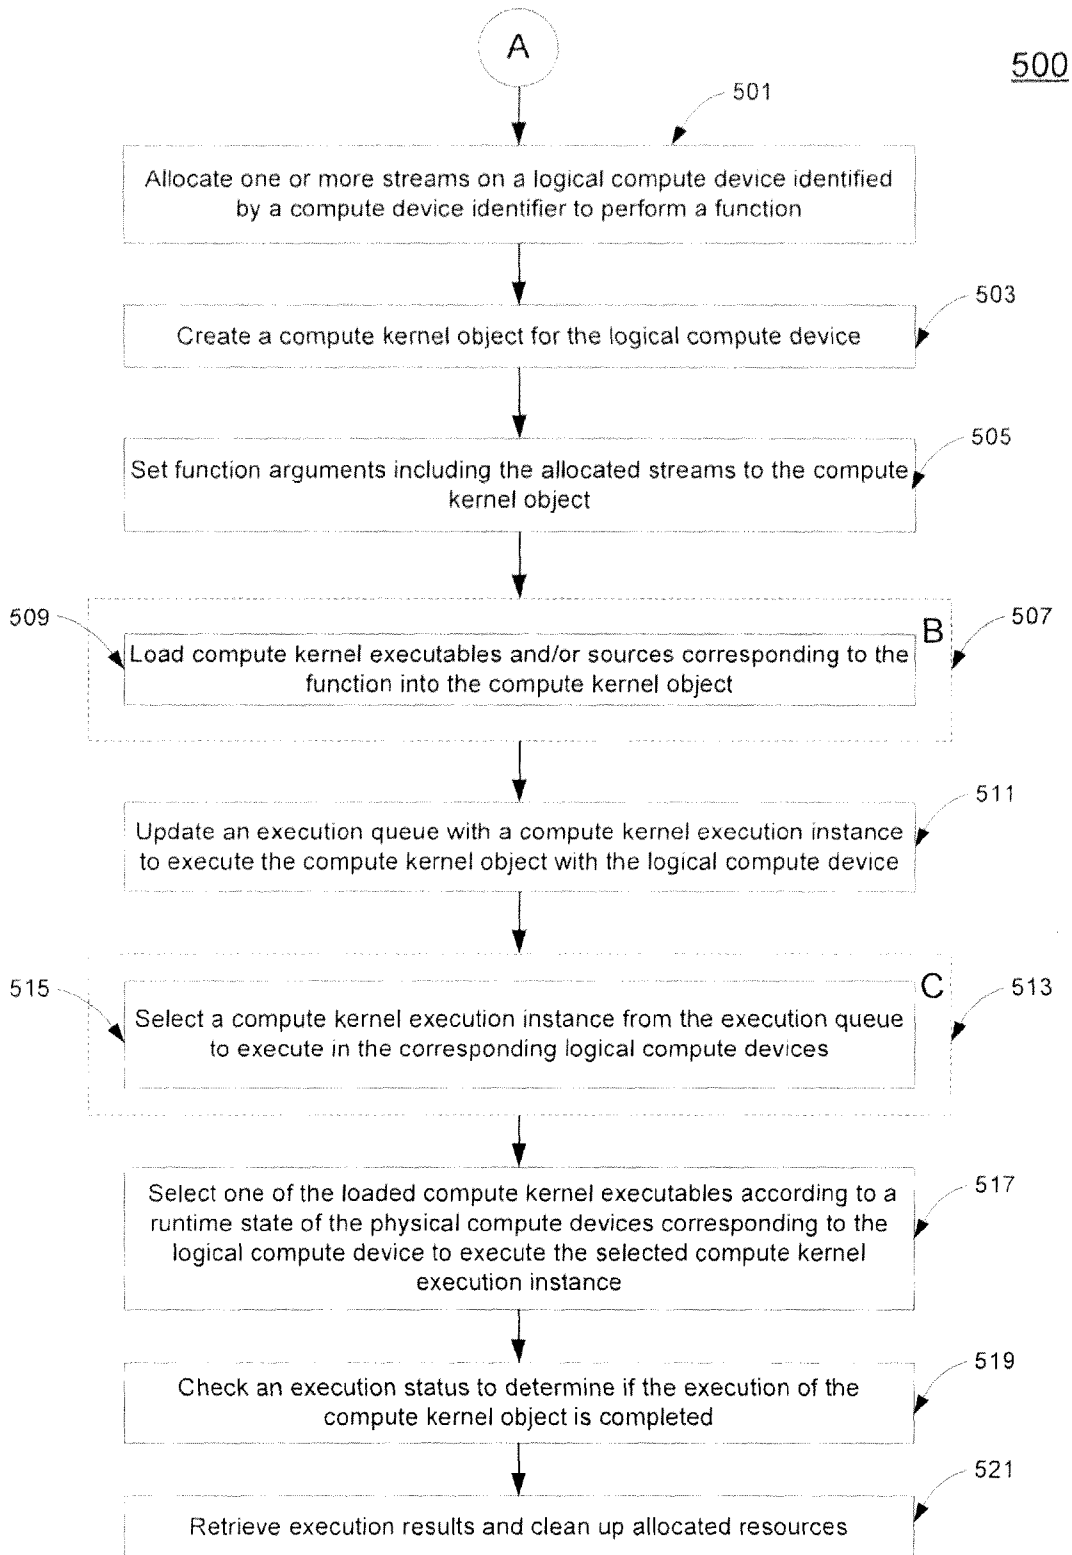 A
500
501
Allocate one or more streams on a logical compute device identified
by a compute device identifier to perform a function
503
Create a compute kernel object for the logical compute device
505
Set function arguments including the allocated streams to the compute
kernel object
509
B
507
Load compute kernel executables and/or sources corresponding to the
function into the compute kernel object
511
Update an execution queue with a compute kernel execution instance
to execute the compute kernel object with the logical compute device
515
C
513
Select a compute kernel execution instance from the execution queue
to execute in the corresponding logical compute devices
517
Select one of the loaded compute kernel executables according to a
runtime state of the physical compute devices corresponding to the
logical compute device to execute the selected compute kernel
execution instance
519
Check an execution status to determine if the execution of the
compute kernel object is completed
521
Retrieve execution results and clean up allocated resources